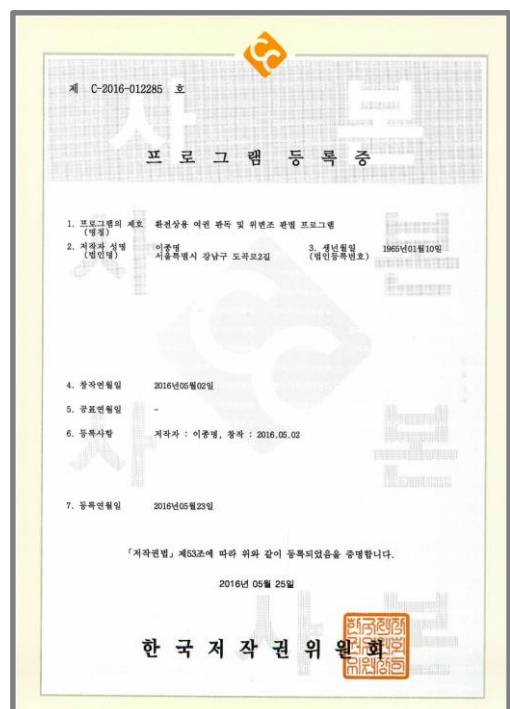 제 C-2016-012285 호
프 로 그 램 등 록 증
1. 프로그램의 제호 환전상용 여권 판독 및 위변조 판별 프로그램
(명칭)
2. 저작자 성명 이종명 3. 생년월일 1965년01월10일
(법인명) 서울특별시 강남구 도곡로2길 (법인등록번호)
4. 창작연월일 2016년05월02일
5. 공표연월일 -
6. 등록사항 저작자 : 이종명, 창작 : 2016.05.02
7. 등록연월일 2016년05월23일
「저작권법」 제53조에 따라 위와 같이 등록되었음을 증명합니다.
2016년 05월 25일
한 국 저 작 권 위 원 회
사 본
사 본
사 본
사 본